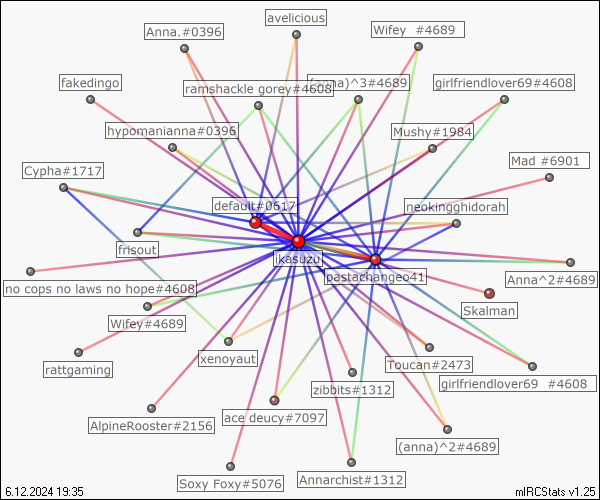 avelicious
Anna.#0396
Wifey #4689
fakedingo
ramshackle gorey#4608
(anna)^3#4689
girlfriendlover69#4608
hypomanianna#0396
Mushy#1984
Cypha#1717
Mad #6901
default#0617
neokingghidorah
frisout
ikasuzu
pastachangeo41
Anna^2#4689
no cops no laws no hope#4608
Skalman
Wifey#4689
rattgaming
xenoyaut
Toucan#2473
zibbits#1312
girlfriendlover69 #4608
AlpineRooster#2156
ace deucy#7097
(anna)^2#4689
Soxy Foxy#5076
Annarchist#1312
6.12.2024 19:35
mIRCStats v1.25